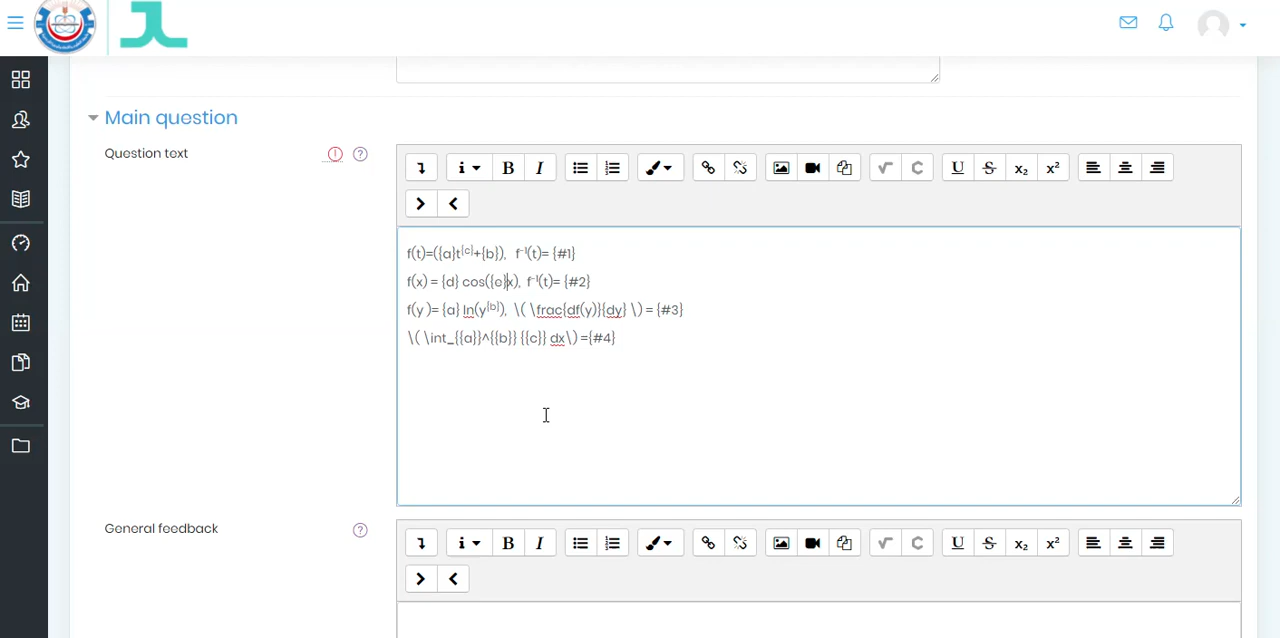 Main question
Question text
f(t)=({a}t^{c}+{b}), f⁻¹(t)= {#1}
f(x) = {d} cos({e}x), f⁻¹(t)= {#2}
f(y )= {a} ln(y^{b}), \( \frac{df(y)}{dy} \) = {#3}
\( \int_{{a}}^{{b}} {{c}} dx\) ={#4}
General feedback